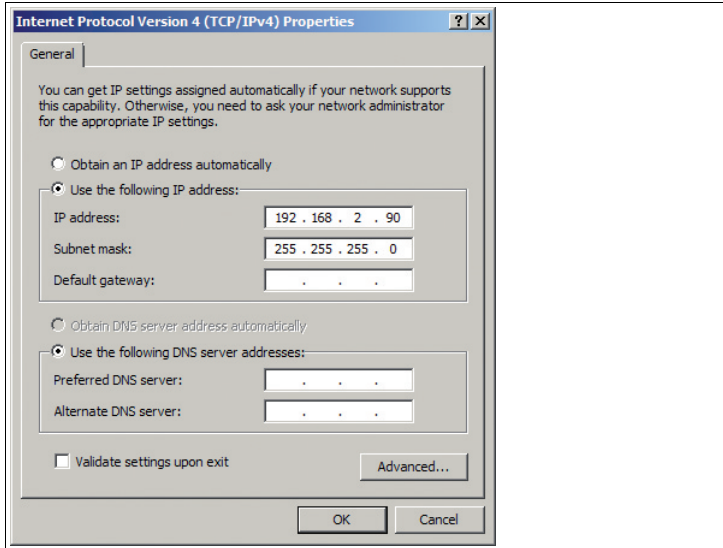 Internet Protocol Version 4 (TCP/IPv4) Properties
General
You can get IP settings assigned automatically if your network supports
this capability. Otherwise, you need to ask your network administrator
for the appropriate IP settings.
Obtain an IP address automatically
Use the following IP address:
IP address: 192 . 168 . 2 . 90
Subnet mask: 255 . 255 . 255 . 0
Default gateway: . . .
Obtain DNS server address automatically
Use the following DNS server addresses:
Preferred DNS server: . . .
Alternate DNS server: . . .
Validate settings upon exit
Advanced...
OK Cancel